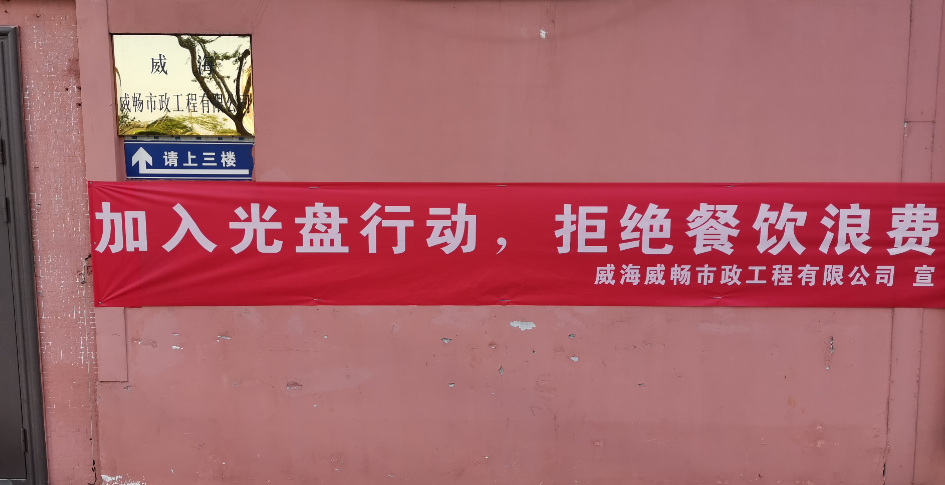 威海
威畅市政工程有限公司
请上三楼
加入光盘行动，拒绝餐饮浪费
威海威畅市政工程有限公司 宣